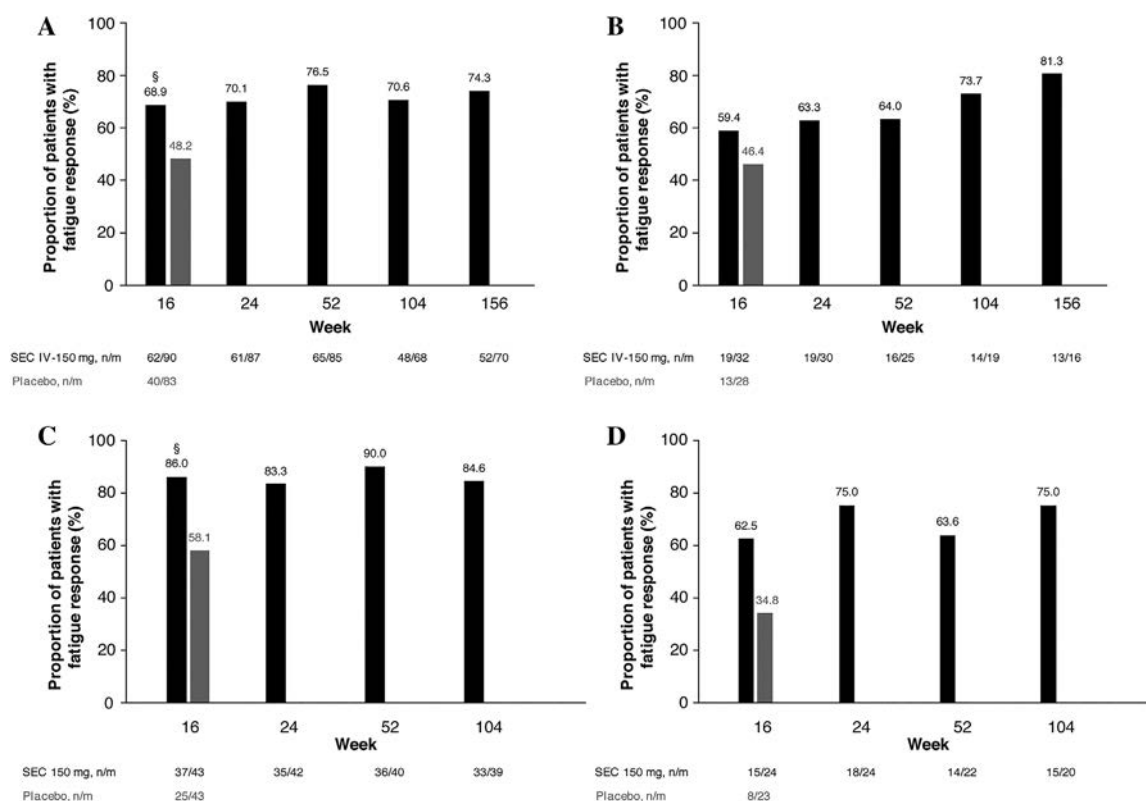 A
Proportion of patients with
fatigue response (%)
100
80
60
40
20
0
§
68.9
48.2
70.1
76.5
70.6
74.3
16 24 52 104 156
Week
SEC IV-150 mg, n/m 62/90 61/87 65/85 48/68 52/70
Placebo, n/m 40/83
B
Proportion of patients with
fatigue response (%)
100
80
60
40
20
0
59.4
46.4
63.3
64.0
73.7
81.3
16 24 52 104 156
Week
SEC IV-150 mg, n/m 19/32 19/30 16/25 14/19 13/16
Placebo, n/m 13/28
C
Proportion of patients with
fatigue response (%)
100
80
60
40
20
0
§
86.0
58.1
83.3
90.0
84.6
16 24 52 104
Week
SEC 150 mg, n/m 37/43 35/42 36/40 33/39
Placebo, n/m 25/43
D
Proportion of patients with
fatigue response (%)
100
80
60
40
20
0
62.5
34.8
75.0
63.6
75.0
16 24 52 104
Week
SEC 150 mg, n/m 15/24 18/24 14/22 15/20
Placebo, n/m 8/23